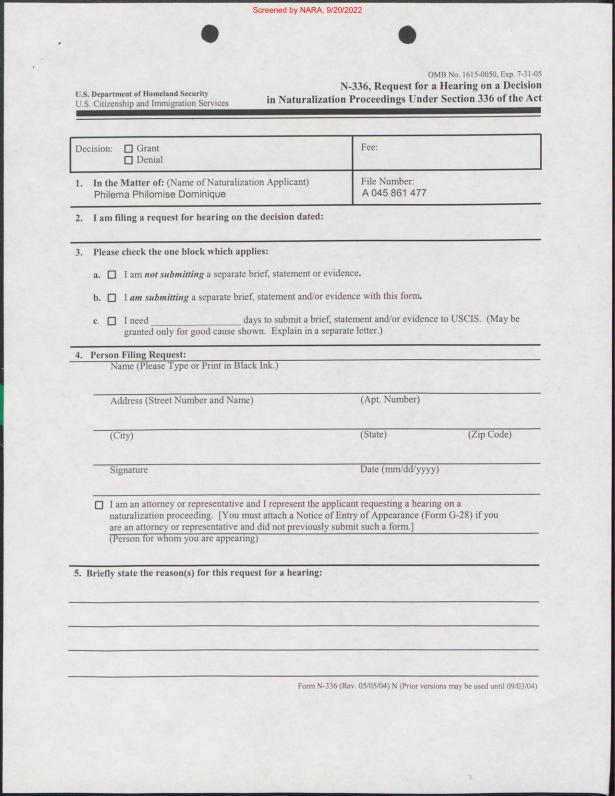 Screened by NARA, 9/20/2022
OMB No. 1615-0050, Exp. 7-31-05
N-336, Request for a Hearing on a Decision
in Naturalization Proceedings Under Section 336 of the Act
U.S. Department of Homeland Security
U.S. Citizenship and Immigration Services
Decision: ☐ Grant
☐ Denial
Fee:
1. In the Matter of: (Name of Naturalization Applicant)
Philema Philomise Dominique
File Number:
A 045 861 477
2. I am filing a request for hearing on the decision dated:
3. Please check the one block which applies:
a. ☐ I am not submitting a separate brief, statement or evidence.
b. ☐ I am submitting a separate brief, statement and/or evidence with this form.
c. ☐ I need ________________ days to submit a brief, statement and/or evidence to USCIS. (May be
granted only for good cause shown. Explain in a separate letter.)
4. Person Filing Request:
Name (Please Type or Print in Black Ink.)
Address (Street Number and Name) (Apt. Number)
(City) (State) (Zip Code)
Signature Date (mm/dd/yyyy)
☐ I am an attorney or representative and I represent the applicant requesting a hearing on a
naturalization proceeding. [You must attach a Notice of Entry of Appearance (Form G-28) if you
are an attorney or representative and did not previously submit such a form.]
(Person for whom you are appearing)
5. Briefly state the reason(s) for this request for a hearing:
Form N-336 (Rev. 05/05/04) N (Prior versions may be used until 09/03/04)